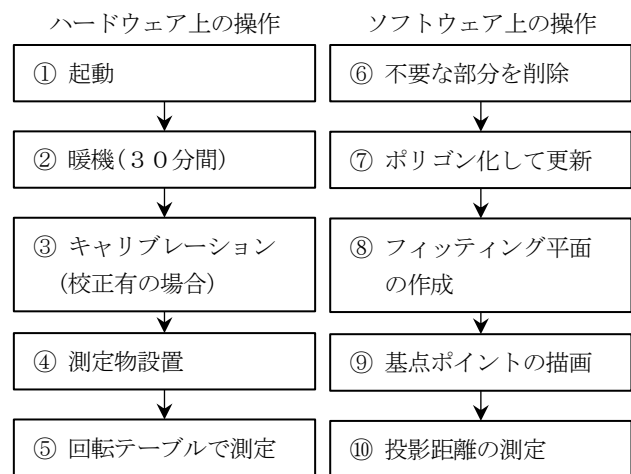 ハードウェア上の操作
① 起動
② 暖機(30分間)
③ キャリブレーション
(校正有の場合)
④ 測定物設置
⑤ 回転テーブルで測定
ソフトウェア上の操作
⑥ 不要な部分を削除
⑦ ポリゴン化して更新
⑧ フィッティング平面
の作成
⑨ 基点ポイントの描画
⑩ 投影距離の測定